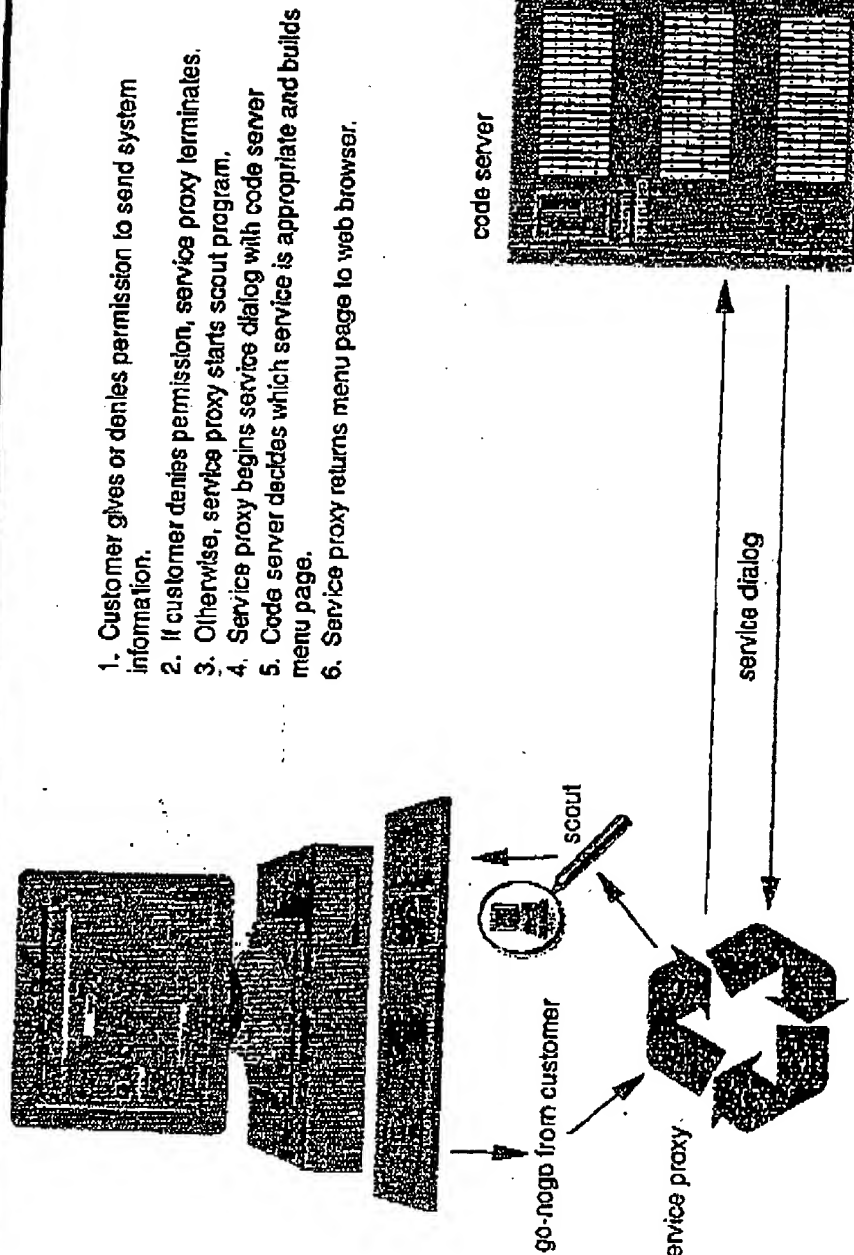 1. Customer gives or denies permission to send system
information.
2. If customer denies permission, service proxy terminates.
3. Otherwise, service proxy starts scout program.
4. Service proxy begins service dialog with code server
5. Code server decides which service is appropriate and builds
menu page.
6. Service proxy returns menu page to web browser.
code server
scout
go-nogo from customer
service dialog
ervice proxy